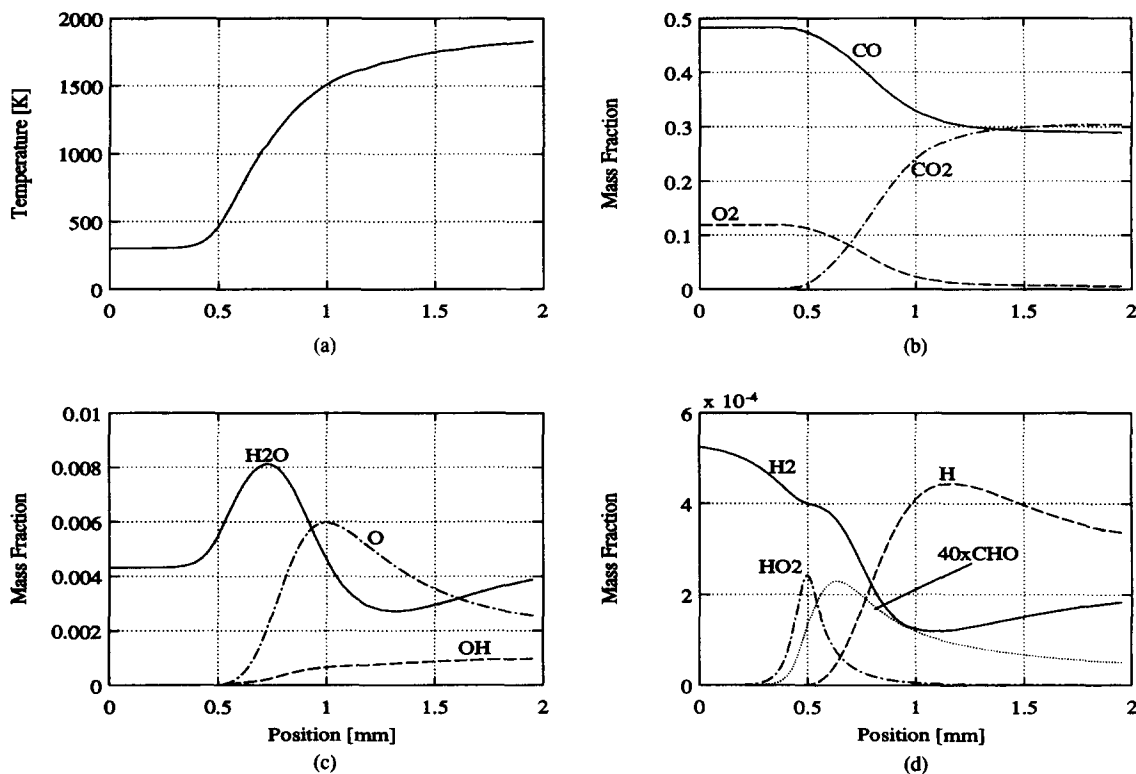 2000
1500
1000
500
0
Temperature [K]
0 0.5 1 1.5 2
(a)
0.5
0.4
0.3
0.2
0.1
0
Mass Fraction
CO
CO2
O2
0 0.5 1 1.5 2
(b)
0.01
0.008
0.006
0.004
0.002
0
Mass Fraction
H2O
O
OH
0 0.5 1 1.5 2
Position [mm]
(c)
x 10-4
6
4
2
0
Mass Fraction
H2
H
HO2
40xCHO
0 0.5 1 1.5 2
Position [mm]
(d)